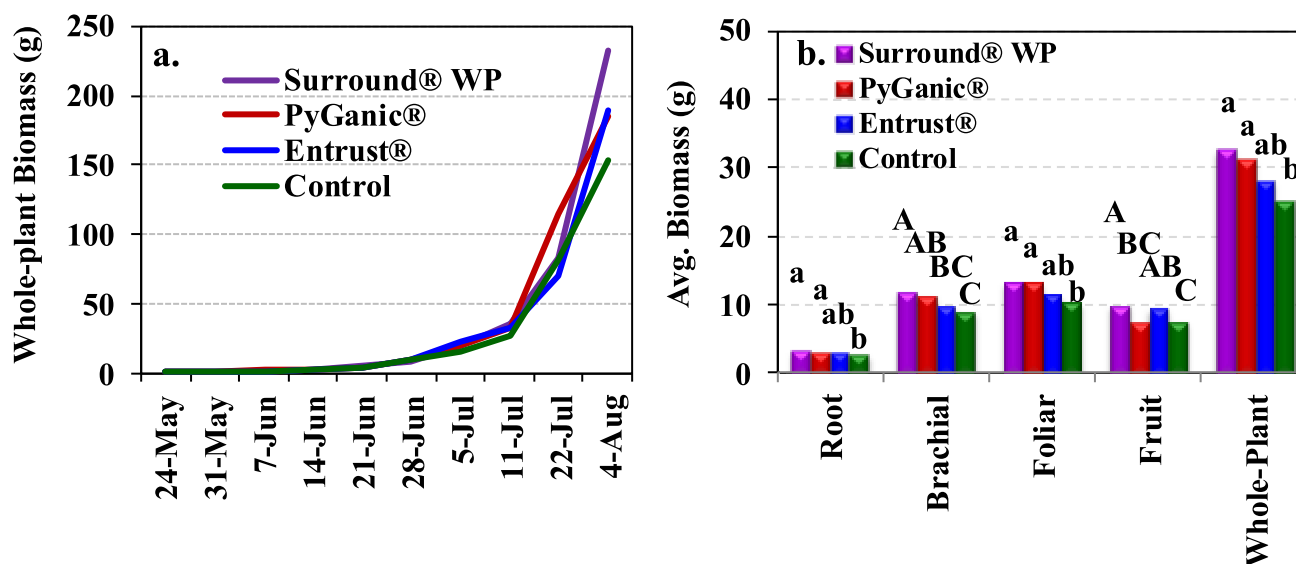 a.
Whole-plant Biomass (g)
250
200
150
100
50
0
Surround® WP
PyGanic®
Entrust®
Control
24-May
31-May
7-Jun
14-Jun
21-Jun
28-Jun
5-Jul
11-Jul
22-Jul
4-Aug
b.
Avg. Biomass (g)
50
40
30
20
10
0
Surround® WP
PyGanic®
Entrust®
Control
a
a
ab
b
A
AB
BC
C
a
a
ab
b
A
BC
AB
C
a
a
ab
b
Root
Brachial
Foliar
Fruit
Whole-Plant